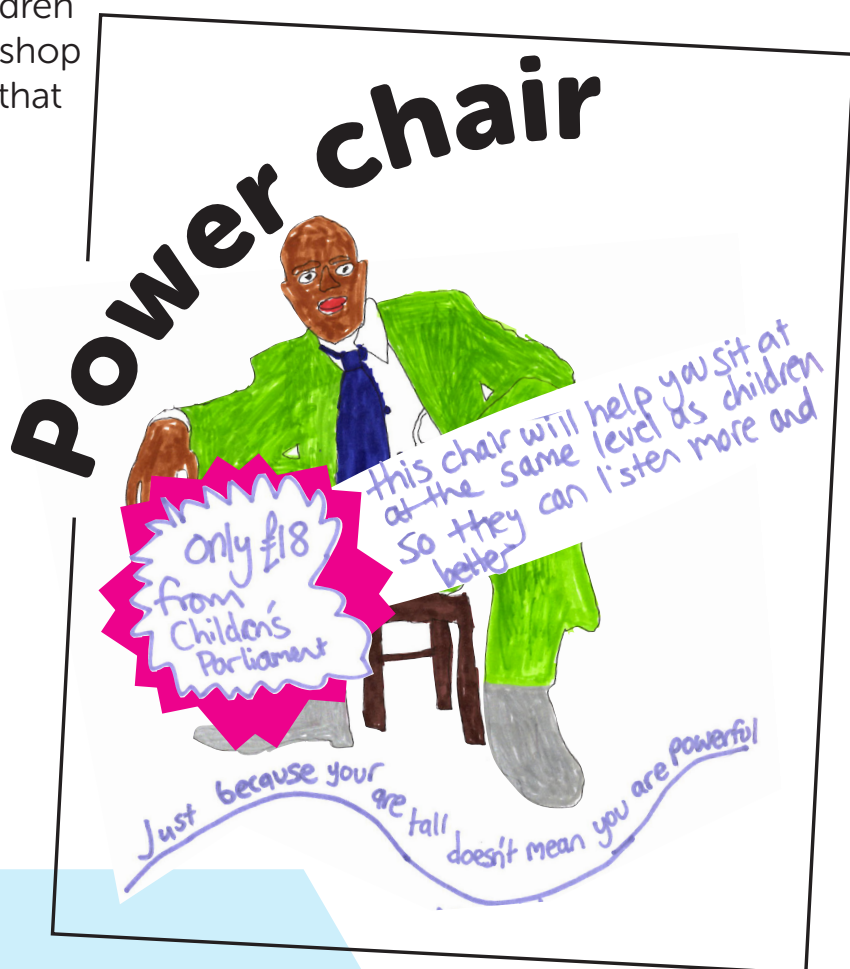 dren
shop
that
Power chair
this chair will help you sit at
at the same level as children
so they can listen more and
better
only £18
from
Children's
Parliament
Just because your are tall doesn't mean you are powerful